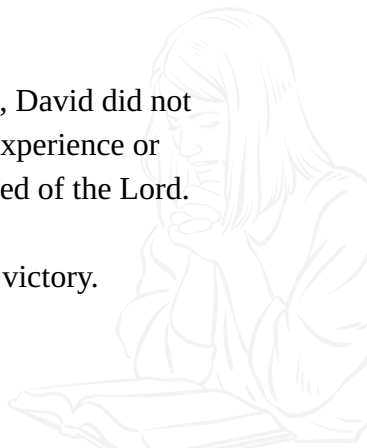 , David did not
xperience or
ed of the Lord.
victory.